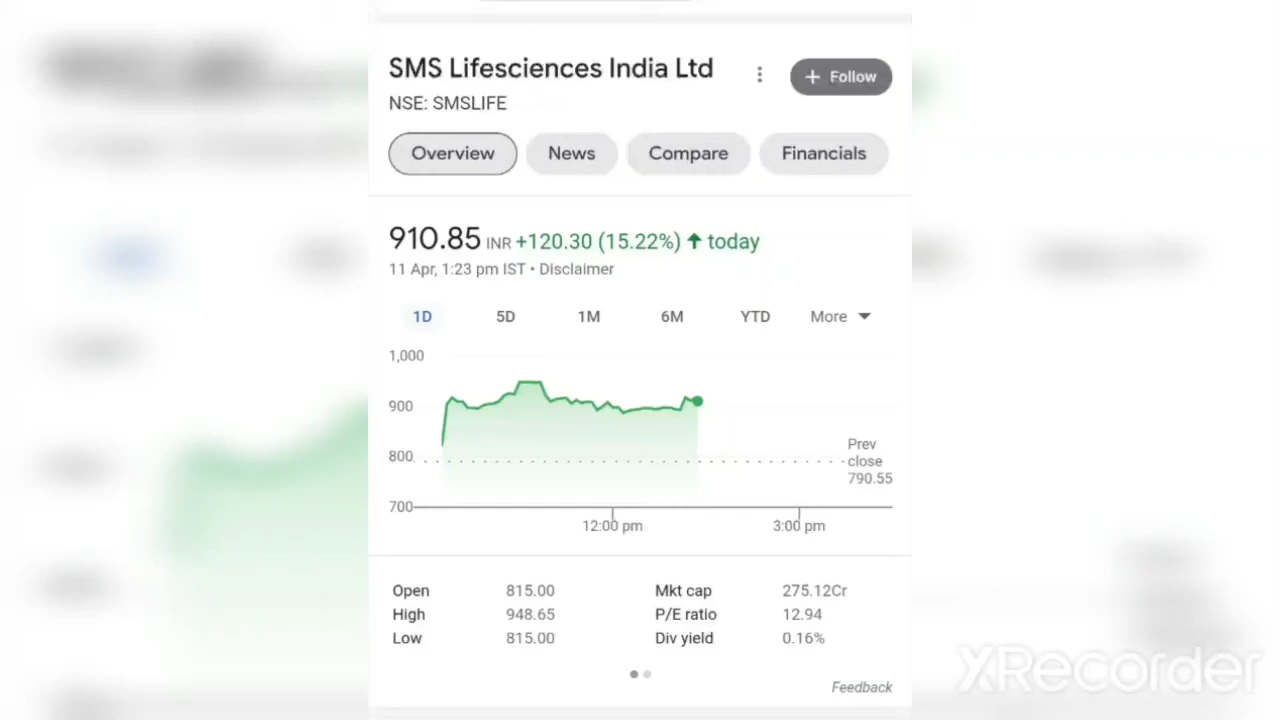 SMS Lifesciences India Ltd
+ Follow
NSE: SMSLIFE
Overview News Compare Financials
910.85 INR +120.30 (15.22%) ↑ today
11 Apr, 1:23 pm IST • Disclaimer
1D 5D 1M 6M YTD More
1,000
900
800
Prev
close
790.55
700
12:00 pm 3:00 pm
Open 815.00 Mkt cap 275.12Cr
High 948.65 P/E ratio 12.94
Low 815.00 Div yield 0.16%
Feedback
XRecorder